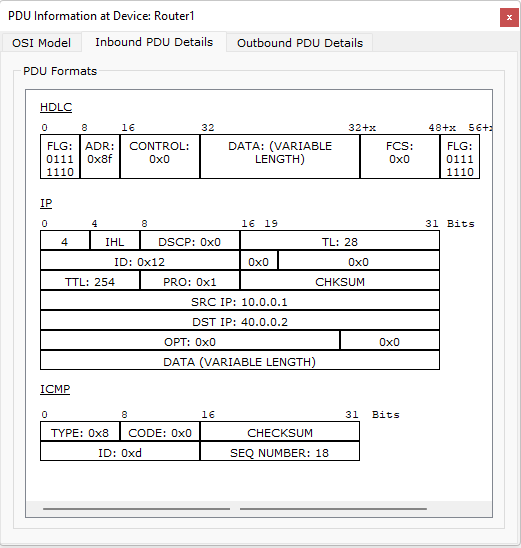 PDU Information at Device: Router1
x
OSI Model Inbound PDU Details Outbound PDU Details
PDU Formats
HDLC
0 8 16 32 32+x 48+x 56+x
FLG: 0111 1110 ADR: 0x8f CONTROL: 0x0 DATA: (VARIABLE LENGTH) FCS: 0x0 FLG: 0111 1110
IP
0 4 8 16 19 31 Bits
4 IHL DSCP: 0x0 TL: 28
ID: 0x12 0x0 0x0
TTL: 254 PRO: 0x1 CHKSUM
SRC IP: 10.0.0.1
DST IP: 40.0.0.2
OPT: 0x0 0x0
DATA (VARIABLE LENGTH)
ICMP
0 8 16 31 Bits
TYPE: 0x8 CODE: 0x0 CHECKSUM
ID: 0xd SEQ NUMBER: 18